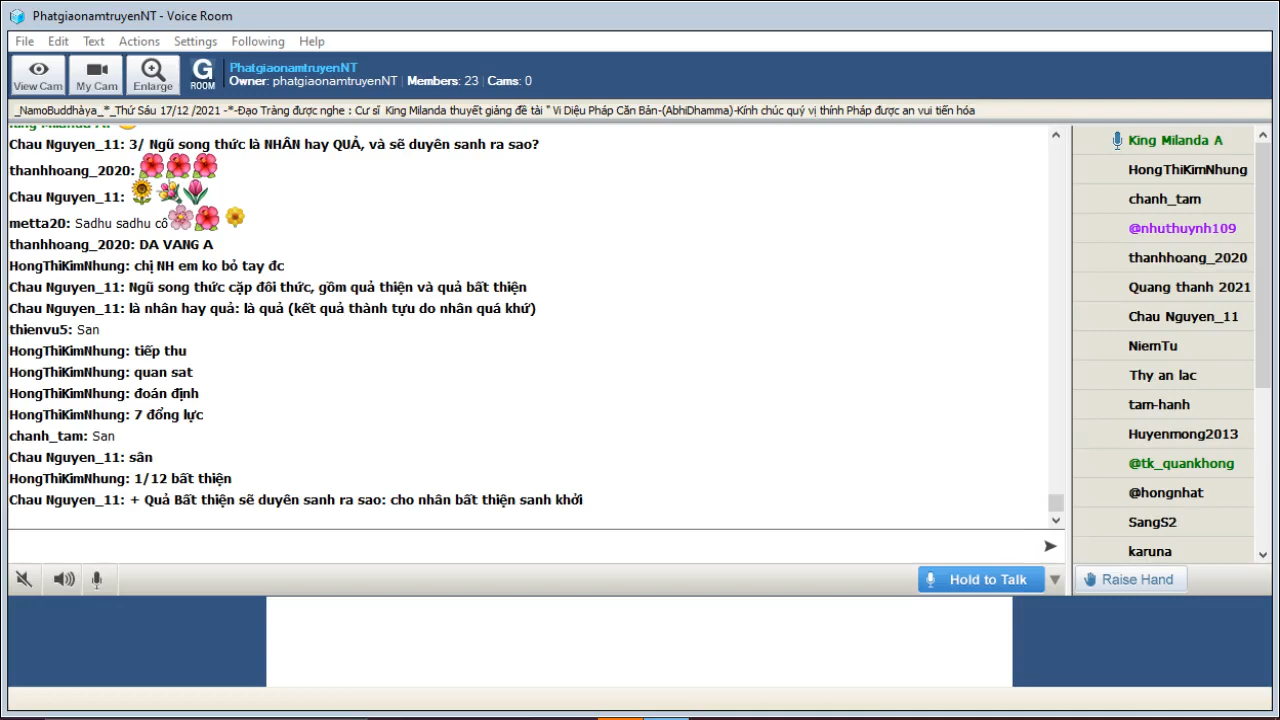 PhatgiaonamtruyenNT - Voice Room
File Edit Text Actions Settings Following Help
View Cam My Cam Enlarge G ROOM
PhatgiaonamtruyenNT
Owner: phatgiaonamtruyenNT | Members: 23 | Cams: 0
_NamoBuddhàya_*_Thứ Sáu 17/12 /2021 -*-Đạo Tràng được nghe : Cư sĩ King Milanda thuyết giảng đề tài " Vi Diệu Pháp Căn Bản-(AbhiDhamma)-Kính chúc quý vị thính Pháp được an vui tiến hóa
King Milanda A:
Chau Nguyen_11: 3/ Ngũ song thức là NHÂN hay QUẢ, và sẽ duyên sanh ra sao?
thanhhoang_2020:
Chau Nguyen_11:
metta20: Sadhu sadhu cô
thanhhoang_2020: DA VANG A
HongThiKimNhung: chị NH em ko bỏ tay đc
Chau Nguyen_11: Ngũ song thức cặp đôi thức, gồm quả thiện và quả bất thiện
Chau Nguyen_11: là nhân hay quả: là quả (kết quả thành tựu do nhân quá khứ)
thienvu5: San
HongThiKimNhung: tiếp thu
HongThiKimNhung: quan sat
HongThiKimNhung: đoán định
HongThiKimNhung: 7 đổng lực
chanh_tam: San
Chau Nguyen_11: sân
HongThiKimNhung: 1/12 bất thiện
Chau Nguyen_11: + Quả Bất thiện sẽ duyên sanh ra sao: cho nhân bất thiện sanh khởi
King Milanda A
HongThiKimNhung
chanh_tam
@nhuthuynh109
thanhhoang_2020
Quang thanh 2021
Chau Nguyen_11
NiemTu
Thy an lac
tam-hanh
Huyenmong2013
@tk_quankhong
@hongnhat
SangS2
karuna
Hold to Talk
Raise Hand